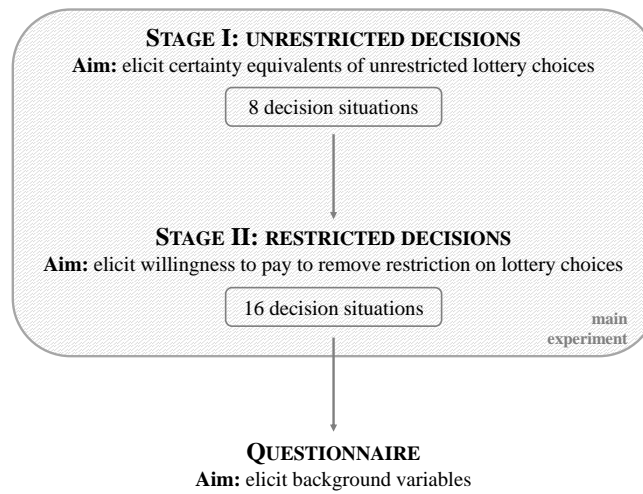 STAGE I: UNRESTRICTED DECISIONS
Aim: elicit certainty equivalents of unrestricted lottery choices
8 decision situations
STAGE II: RESTRICTED DECISIONS
Aim: elicit willingness to pay to remove restriction on lottery choices
16 decision situations
main
experiment
QUESTIONNAIRE
Aim: elicit background variables